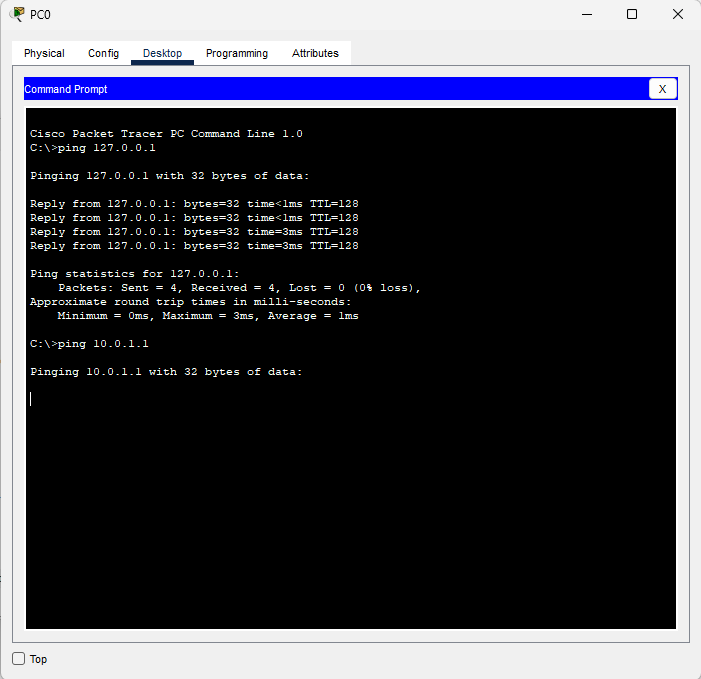 PC0
Physical Config Desktop Programming Attributes
Command Prompt X
Cisco Packet Tracer PC Command Line 1.0
C:\>ping 127.0.0.1
Pinging 127.0.0.1 with 32 bytes of data:
Reply from 127.0.0.1: bytes=32 time<1ms TTL=128
Reply from 127.0.0.1: bytes=32 time<1ms TTL=128
Reply from 127.0.0.1: bytes=32 time=3ms TTL=128
Reply from 127.0.0.1: bytes=32 time=3ms TTL=128
Ping statistics for 127.0.0.1:
Packets: Sent = 4, Received = 4, Lost = 0 (0% loss),
Approximate round trip times in milli-seconds:
Minimum = 0ms, Maximum = 3ms, Average = 1ms
C:\>ping 10.0.1.1
Pinging 10.0.1.1 with 32 bytes of data:
Top